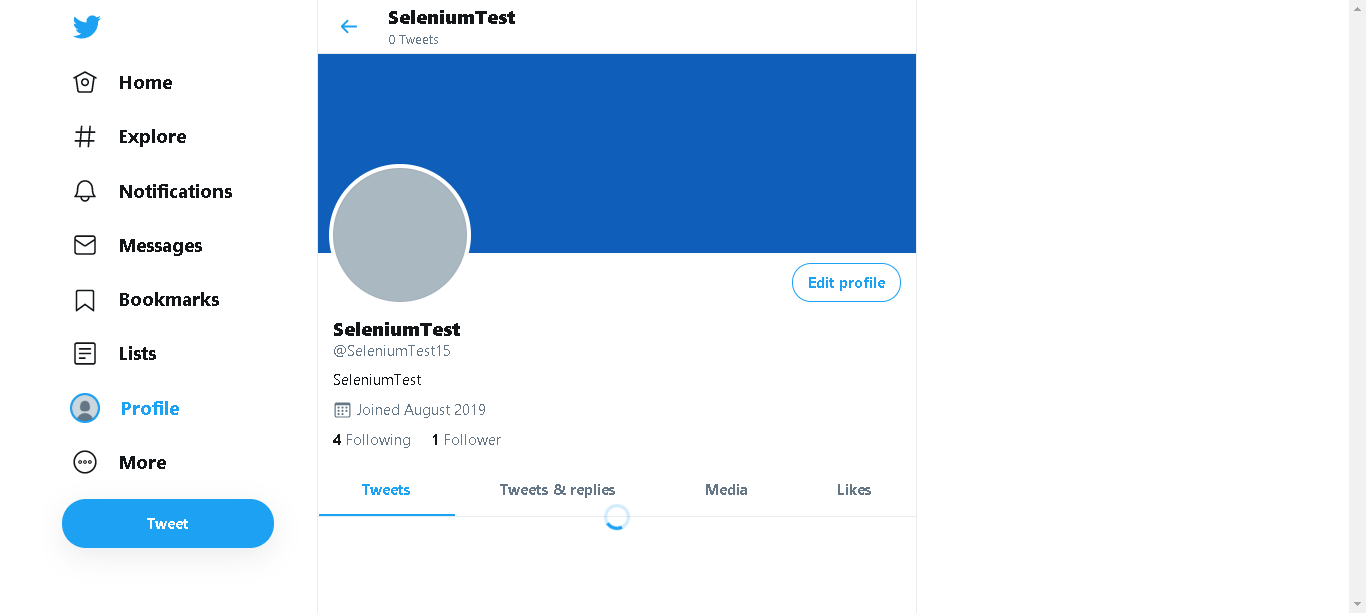 Home
Explore
Notifications
Messages
Bookmarks
Lists
Profile
More
Tweet
SeleniumTest
0 Tweets
Edit profile
SeleniumTest
@SeleniumTest15
SeleniumTest
Joined August 2019
4 Following 1 Follower
Tweets Tweets & replies Media Likes